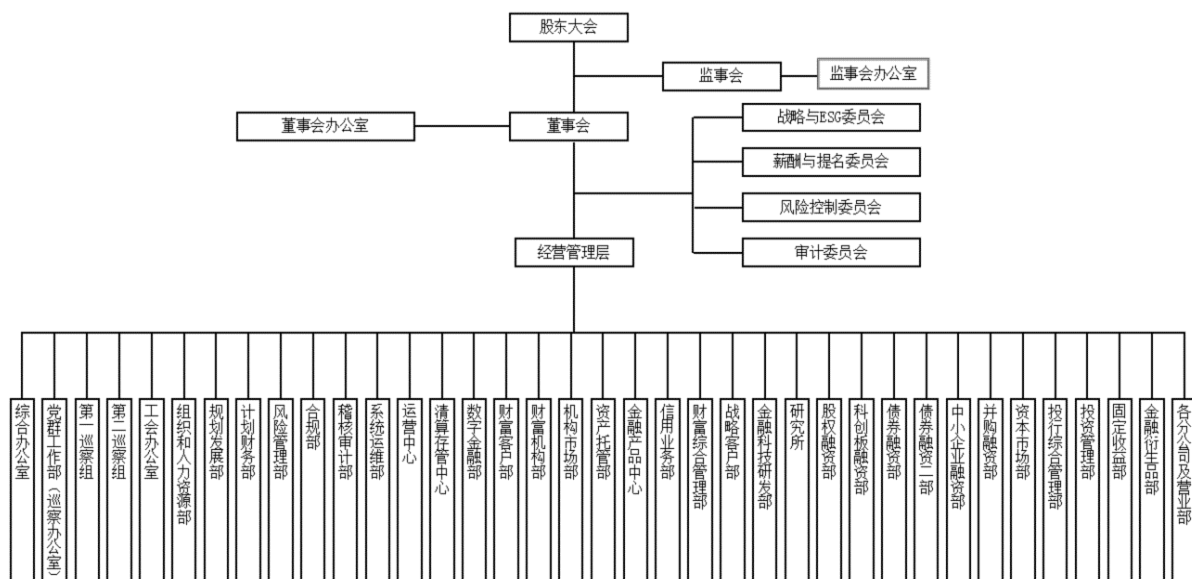 股东大会
监事会
监事会办公室
董事会办公室
董事会
战略与ESG委员会
薪酬与提名委员会
风险控制委员会
审计委员会
经营管理层
综合办公室
党群工作部（巡察办公室）
第一巡察组
第二巡察组
工会办公室
组织和人力资源部
规划发展部
计划财务部
风险管理部
合规部
稽核审计部
系统运维部
运营中心
清算存管中心
数字金融部
财富客户部
财富机构部
机构市场部
资产托管部
金融产品中心
信用业务部
财富综合管理部
战略客户部
金融科技研发部
研究所
股权融资部
科创板融资部
债券融资部
债券融资二部
中小企业融资部
并购融资部
资本市场部
投行综合管理部
投资管理部
固定收益部
金融衍生品部
各分公司及营业部